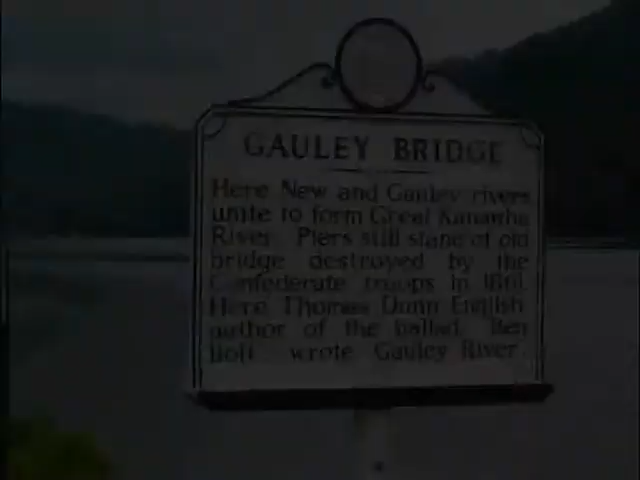 GAULEY BRIDGE
Here New and Gauley rivers
unite to form Great Kanawha
River. Piers still stand of old
bridge destroyed by the
Confederate troops in 1861.
Here Thomas Dunn English
author of the ballad, "Ben
Bolt" wrote "Gauley River."